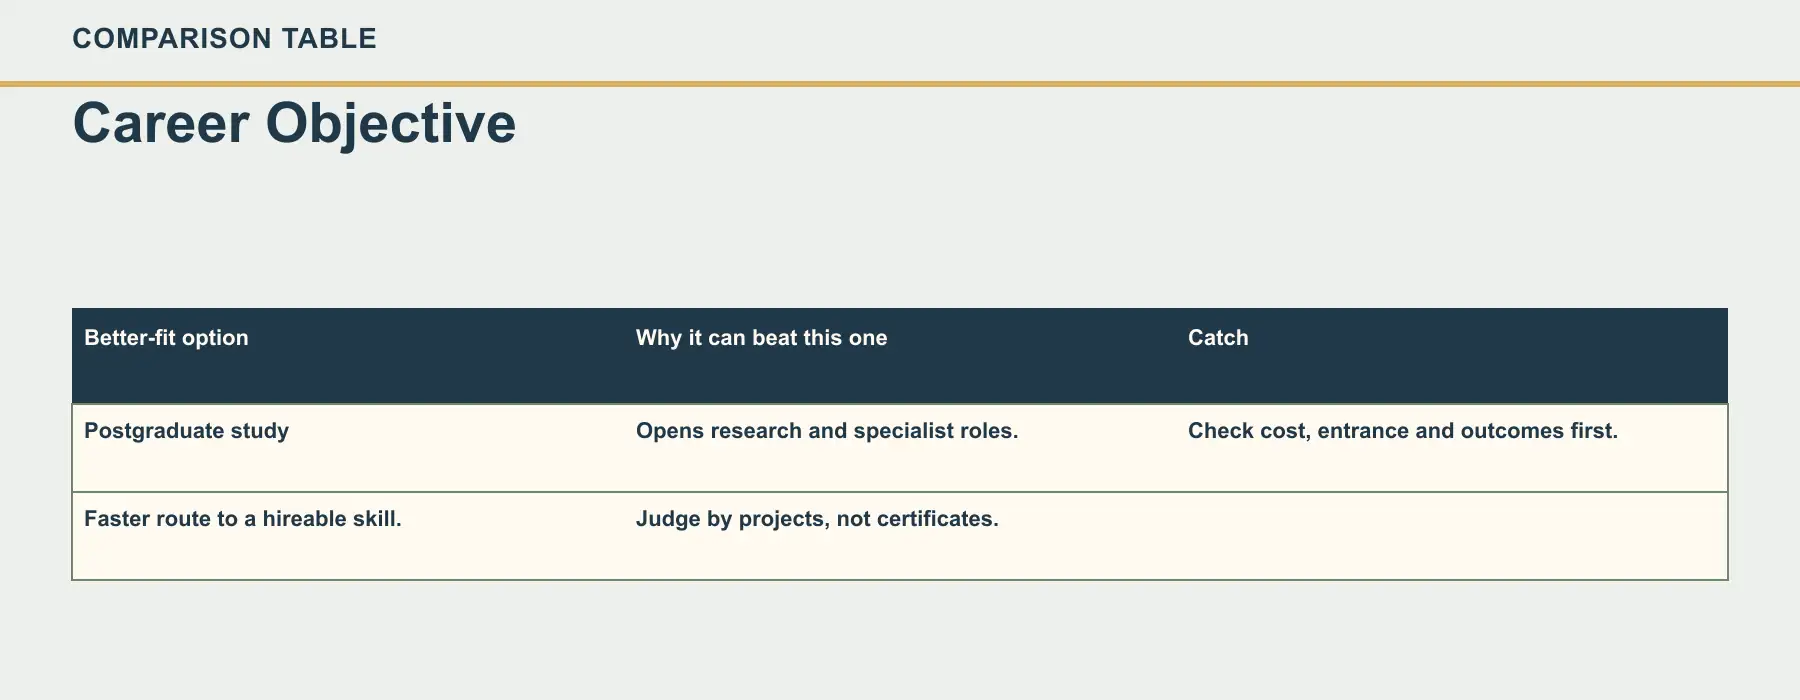 COMPARISON TABLE
Career Objective
Better-fit option Why it can beat this one Catch
Postgraduate study Opens research and specialist roles. Check cost, entrance and outcomes first.
Faster route to a hireable skill. Judge by projects, not certificates.